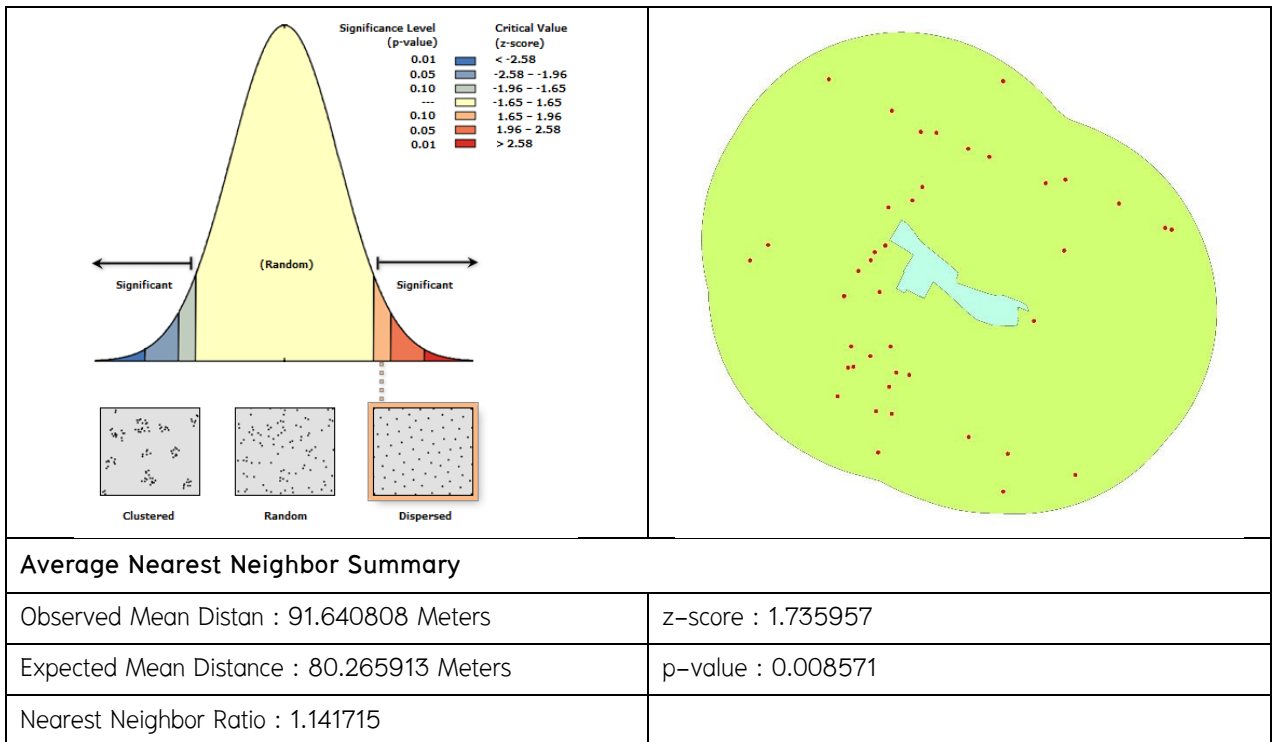 Significance Level Critical Value
(p-value) (z-score)
0.01 < -2.58
0.05 -2.58 - -1.96
0.10 -1.96 - -1.65
--- -1.65 - 1.65
0.10 1.65 - 1.96
0.05 1.96 - 2.58
0.01 > 2.58
(Random)
Significant Significant
Clustered Random Dispersed
Average Nearest Neighbor Summary
Observed Mean Distan : 91.640808 Meters
z-score : 1.735957
Expected Mean Distance : 80.265913 Meters
p-value : 0.008571
Nearest Neighbor Ratio : 1.141715